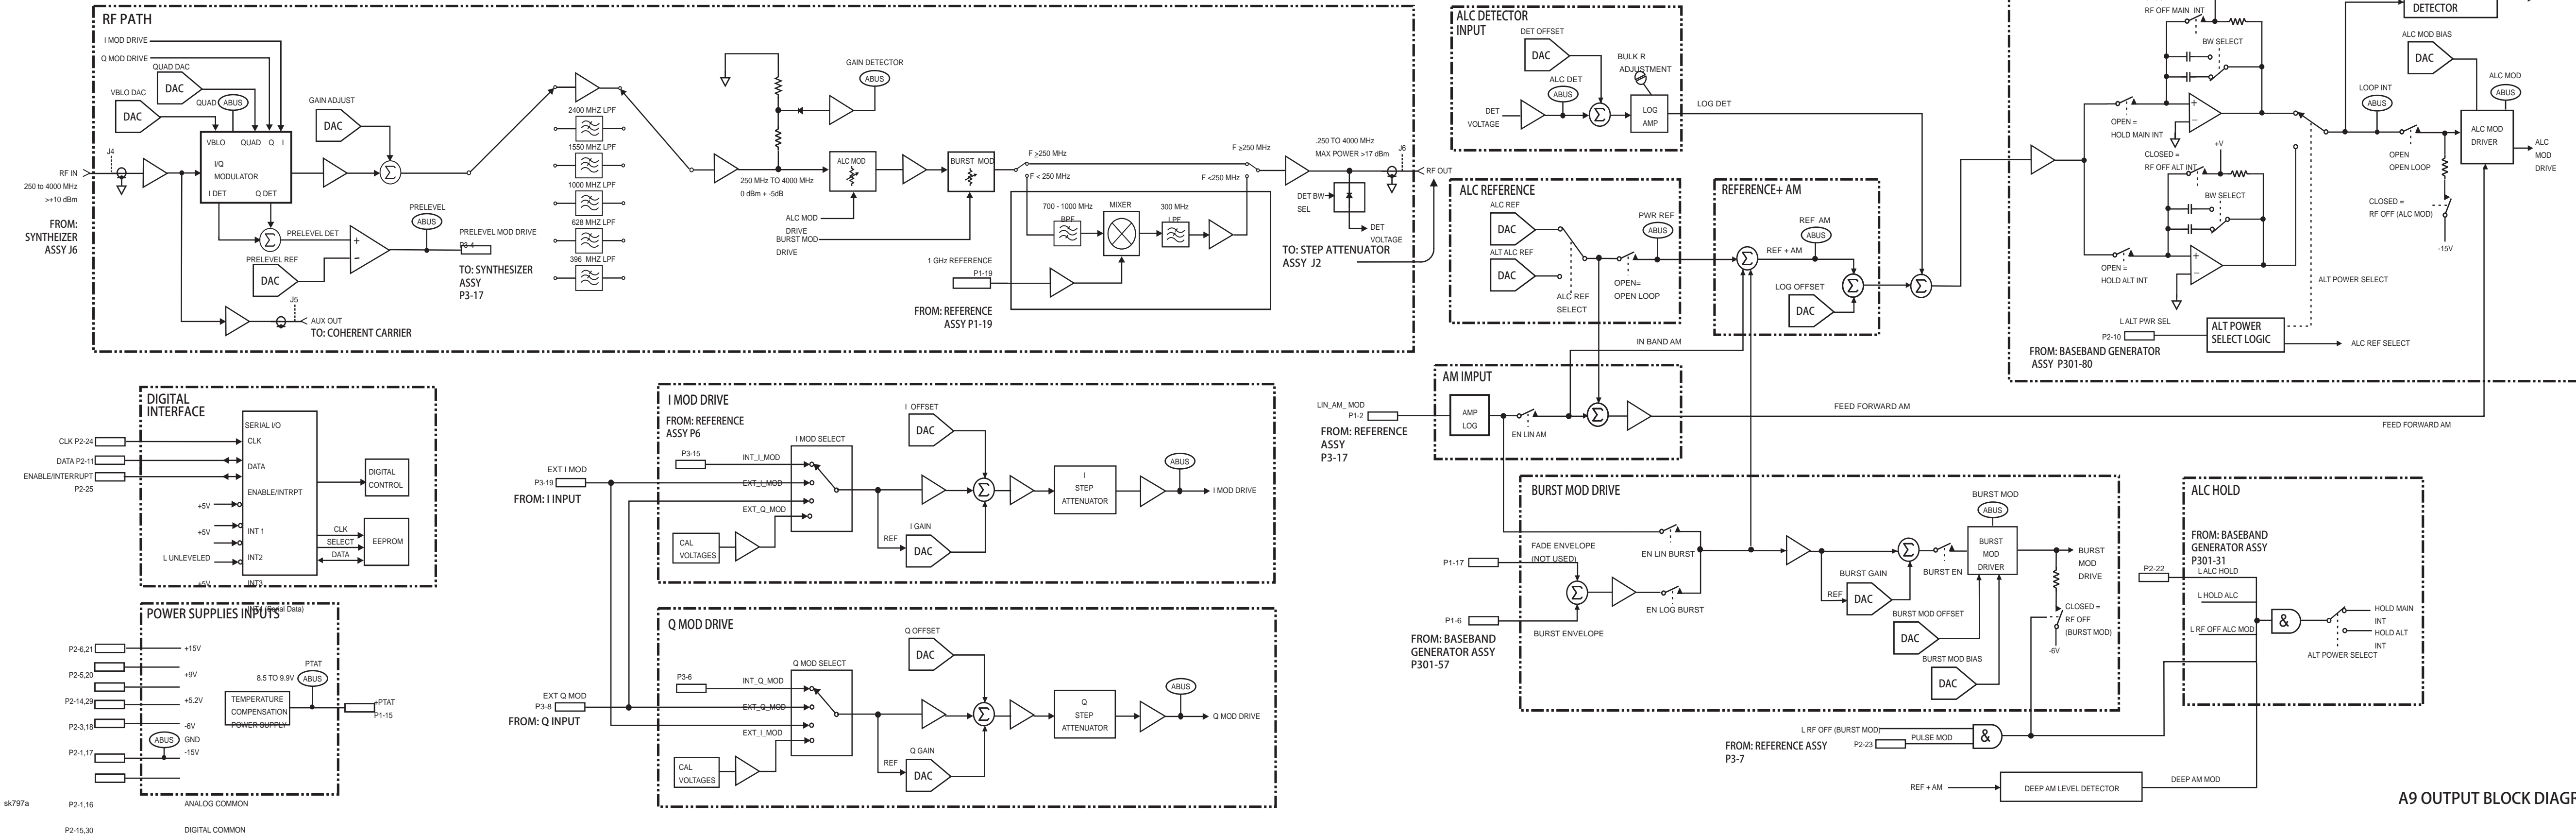 RF PATH
I MOD DRIVE
Q MOD DRIVE
QUAD DAC
DAC
VBLO DAC
DAC
QUAD
ABUS
GAIN ADJUST
DAC
VBLO
QUAD
Q
I
I/Q
MODULATOR
I DET
Q DET
J4
RF IN
250 to 4000 MHz
>+10 dBm
FROM:
SYNTHEIZER
ASSY J6
Σ
PRELEVEL
ABUS
Σ
PRELEVEL DET
+
−
PRELEVEL REF
DAC
PRELEVEL MOD DRIVE
P3-4
TO: SYNTHESIZER
ASSY
P3-17
J5
AUX OUT
TO: COHERENT CARRIER
2400 MHZ LPF
1550 MHZ LPF
1000 MHZ LPF
628 MHZ LPF
396 MHZ LPF
GAIN DETECTOR
ABUS
250 MHZ TO 4000 MHZ
0 dBm + -5dB
ALC MOD
BURST MOD
ALC MOD
DRIVE
BURST MOD
DRIVE
F ≥250 MHz
F < 250 MHz
F ≥250 MHz
F <250 MHz
700 - 1000 MHz
BPF
MIXER
300 MHz
LPF
1 GHz REFERENCE
P1-19
FROM: REFERENCE
ASSY P1-19
.250 TO 4000 MHz
MAX POWER >17 dBm
J6
RF OUT
DET BW
SEL
DET
VOLTAGE
TO: STEP ATTENUATOR
ASSY J2
ALC DETECTOR
INPUT
DET OFFSET
DAC
ALC DET
ABUS
BULK R
ADJUSTMENT
DET
VOLTAGE
Σ
LOG
AMP
LOG DET
ALC REFERENCE
ALC REF
DAC
ALT ALC REF
DAC
ALC REF
SELECT
PWR REF
ABUS
OPEN=
OPEN LOOP
REFERENCE+ AM
REF AM
ABUS
Σ
REF + AM
LOG OFFSET
DAC
Σ
Σ
IN BAND AM
DETECTOR
RF OFF MAIN INT
BW SELECT
OPEN =
HOLD MAIN INT
+
−
CLOSED =
RF OFF ALT INT
+V
BW SELECT
OPEN =
HOLD ALT INT
+
−
ALT POWER SELECT
L ALT PWR SEL
P2-10
ALT POWER
SELECT LOGIC
ALC REF SELECT
FROM: BASEBAND GENERATOR
ASSY P301-80
ALC MOD BIAS
DAC
LOOP INT
ABUS
ALC MOD
ABUS
ALC MOD
DRIVER
ALC
MOD
DRIVE
OPEN
OPEN LOOP
CLOSED =
RF OFF (ALC MOD)
-15V
AM IMPUT
LIN_AM_ MOD
P1-2
FROM: REFERENCE
ASSY
P3-17
AMP
LOG
EN LIN AM
Σ
FEED FORWARD AM
FEED FORWARD AM
DIGITAL
INTERFACE
SERIAL I/O
CLK
DATA
ENABLE/INTRPT
INT 1
INT2
INT3
INT4 (Serial Data)
CLK P2-24
DATA P2-11
ENABLE/INTERRUPT
P2-25
+5V
+5V
L UNLEVELED
+5V
DIGITAL
CONTROL
CLK
SELECT
DATA
EEPROM
POWER SUPPLIES INPUTS
P2-6,21
+15V
P2-5,20
+9V
P2-14,29
+5.2V
P2-3,18
-6V
ABUS
GND
P2-1,17
-15V
8.5 TO 9.9V
PTAT
ABUS
TEMPERATURE
COMPENSATION
POWER SUPPLY
+PTAT
P1-15
sk797a
P2-1,16
ANALOG COMMON
P2-15,30
DIGITAL COMMON
I MOD DRIVE
FROM: REFERENCE
ASSY P6
P3-15
I MOD SELECT
INT_I_MOD
EXT_I_MOD
EXT_Q_MOD
CAL
VOLTAGES
EXT I MOD
P3-19
FROM: I INPUT
I OFFSET
DAC
Σ
I GAIN
REF
DAC
I
STEP
ATTENUATOR
ABUS
I MOD DRIVE
Q MOD DRIVE
P3-6
Q MOD SELECT
INT_Q_MOD
EXT_Q_MOD
EXT_I_MOD
CAL
VOLTAGES
EXT Q MOD
P3-8
FROM: Q INPUT
Q OFFSET
DAC
Σ
Q GAIN
REF
DAC
Q
STEP
ATTENUATOR
ABUS
Q MOD DRIVE
BURST MOD DRIVE
P1-17
FADE ENVELOPE
(NOT USED)
Σ
P1-6
BURST ENVELOPE
FROM: BASEBAND
GENERATOR ASSY
P301-57
EN LIN BURST
EN LOG BURST
BURST GAIN
REF
DAC
Σ
BURST EN
BURST MOD
ABUS
BURST
MOD
DRIVER
BURST
MOD
DRIVE
BURST MOD OFFSET
DAC
BURST MOD BIAS
DAC
CLOSED =
RF OFF
(BURST MOD)
-6V
L RF OFF (BURST MOD)
P2-23
PULSE MOD
&
FROM: REFERENCE ASSY
P3-7
REF + AM
DEEP AM LEVEL DETECTOR
DEEP AM MOD
ALC HOLD
FROM: BASEBAND
GENERATOR ASSY
P301-31
P2-22
L ALC HOLD
L HOLD ALC
L RF OFF ALC MOD
&
HOLD MAIN
INT
HOLD ALT
INT
ALT POWER SELECT
A9 OUTPUT BLOCK DIAGR